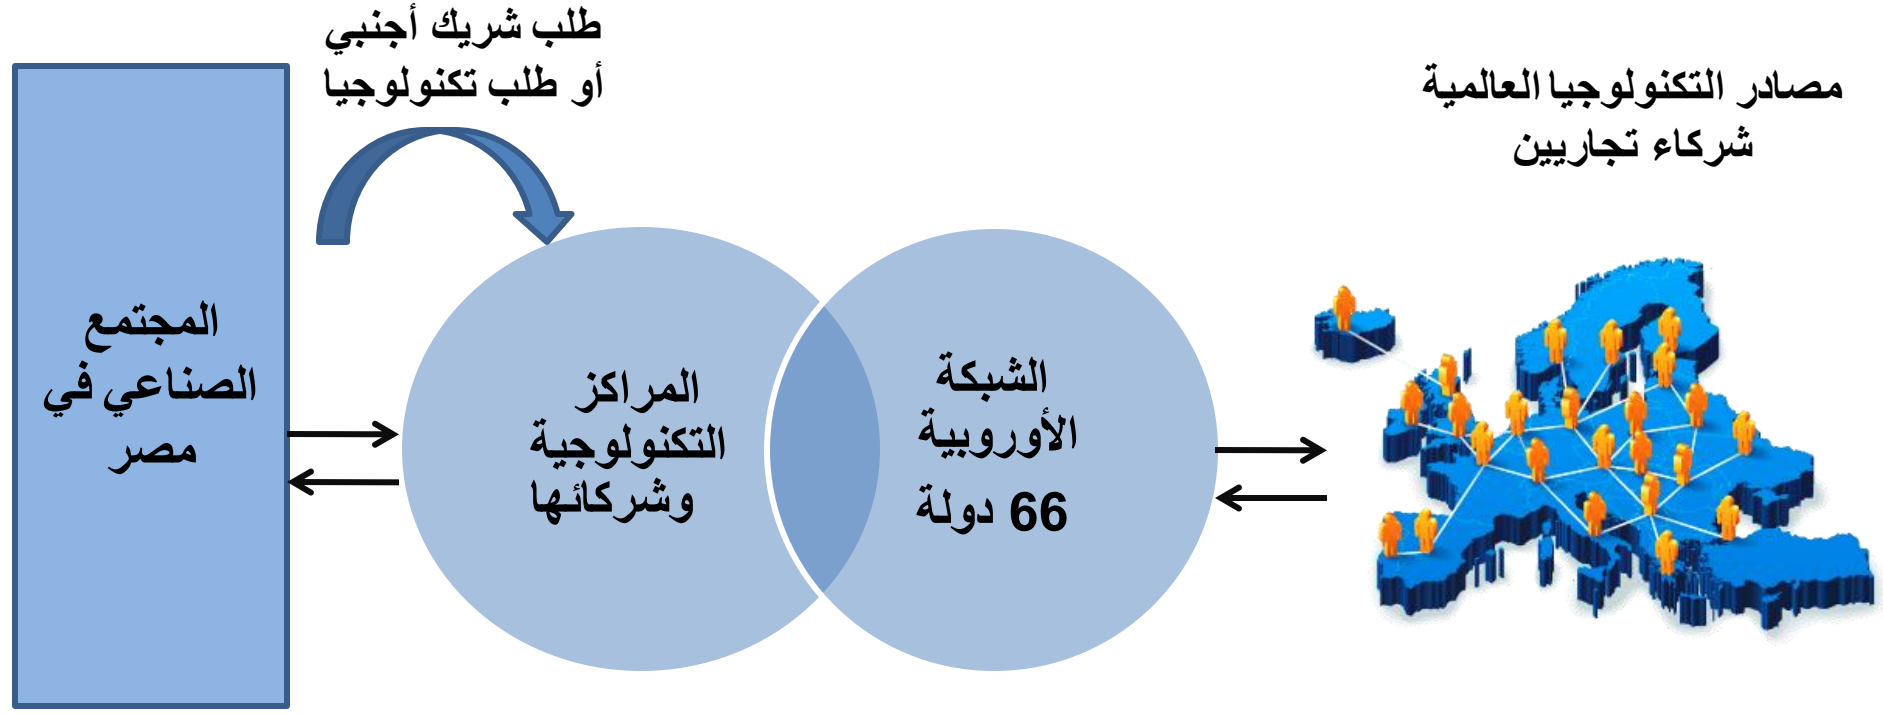 طلب شريك أجنبي
أو طلب تكنولوجيا
مصادر التكنولوجيا العالمية
شركاء تجاريين
المجتمع
الصناعي في
مصر
المراكز
التكنولوجية
وشركائها
الشبكة
الأوروبية
66 دولة